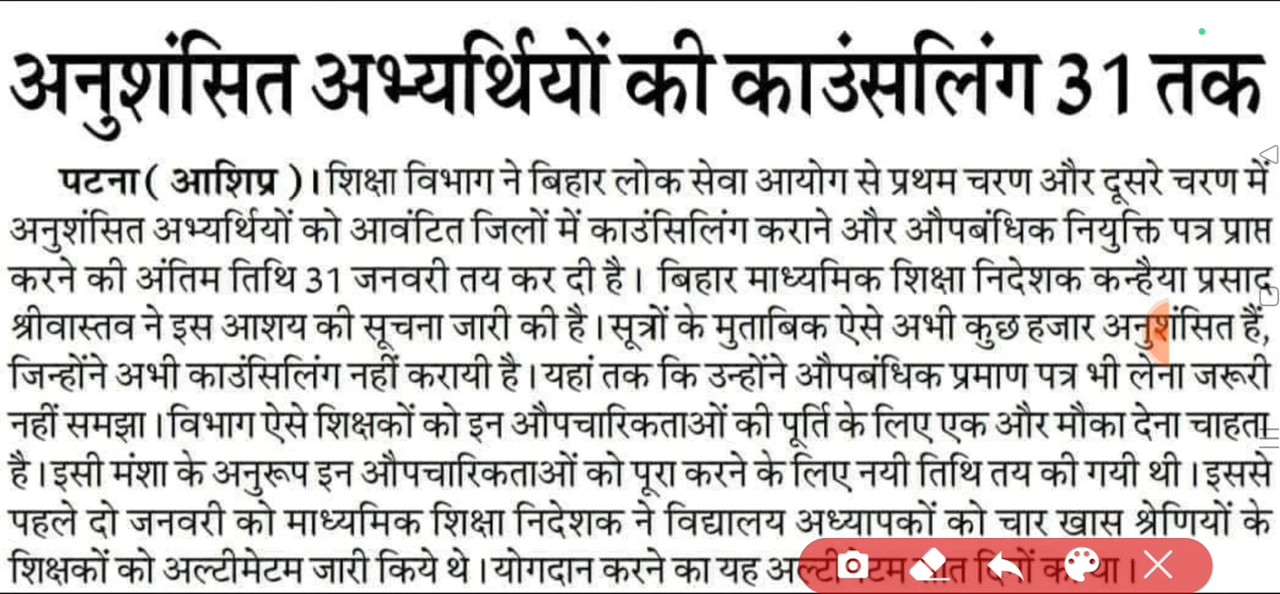 अनुशंसित अभ्यर्थियों की काउंसलिंग 31 तक
पटना ( आशिप्र )। शिक्षा विभाग ने बिहार लोक सेवा आयोग से प्रथम चरण और दूसरे चरण में
अनुशंसित अभ्यर्थियों को आवंटित जिलों में काउंसिलिंग कराने और औपबंधिक नियुक्ति पत्र प्राप्त
करने की अंतिम तिथि 31 जनवरी तय कर दी है। बिहार माध्यमिक शिक्षा निदेशक कन्हैया प्रसाद
श्रीवास्तव ने इस आशय की सूचना जारी की है। सूत्रों के मुताबिक ऐसे अभी कुछ हजार अनुशंसित हैं,
जिन्होंने अभी काउंसिलिंग नहीं करायी है। यहां तक कि उन्होंने औपबंधिक प्रमाण पत्र भी लेना जरूरी
नहीं समझा। विभाग ऐसे शिक्षकों को इन औपचारिकताओं की पूर्ति के लिए एक और मौका देना चाहता
है। इसी मंशा के अनुरूप इन औपचारिकताओं को पूरा करने के लिए नयी तिथि तय की गयी थी। इससे
पहले दो जनवरी को माध्यमिक शिक्षा निदेशक ने विद्यालय अध्यापकों को चार खास श्रेणियों के
शिक्षकों को अल्टीमेटम जारी किये थे। योगदान करने का यह अल्टीमेटम सात दिनों का था।